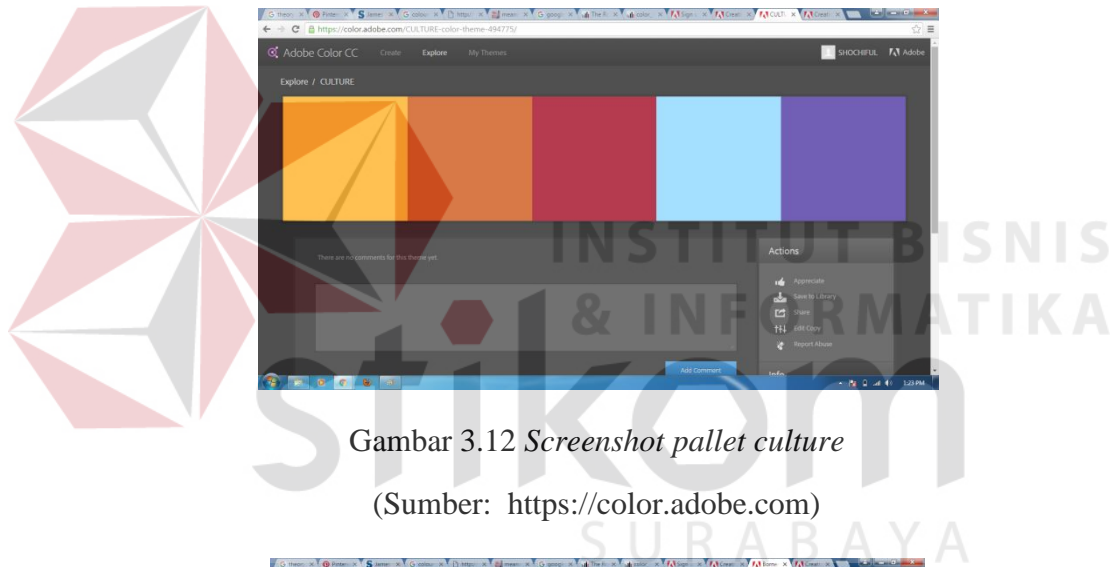 https://color.adobe.com/CULTURE-color-theme-494775/
Adobe Color CC Create Explore My Themes SHOCHIFUL Adobe
Explore / CULTURE
There are no comments for this theme yet.
Actions
Appreciate
Save to Library
Share
Edit Copy
Report Abuse
Add Comment
Info
1:23 PM
INSTITUT BISNIS
& INFORMATIKA
stikom
SURABAYA
Gambar 3.12 Screenshot pallet culture
(Sumber: https://color.adobe.com)